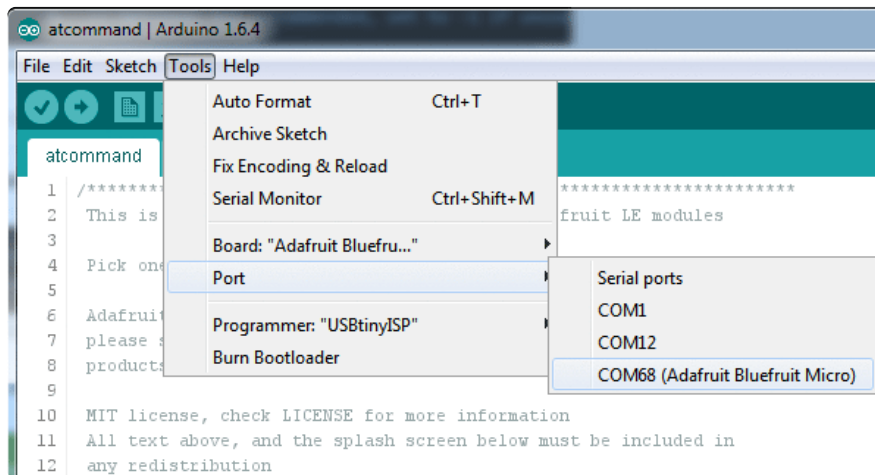 atcommand | Arduino 1.6.4
File Edit Sketch Tools Help
Auto Format Ctrl+T
Archive Sketch
Fix Encoding & Reload
Serial Monitor Ctrl+Shift+M
Board: "Adafruit Bluefru..."
Port
Programmer: "USBtinyISP"
Burn Bootloader
Serial ports
COM1
COM12
COM68 (Adafruit Bluefruit Micro)
atcommand
1 /********* ***********************
2 This is fruit LE modules
3
4 Pick one
5
6 Adafruit
7 please
8 products
9
10 MIT license, check LICENSE for more information
11 All text above, and the splash screen below must be included in
12 any redistribution